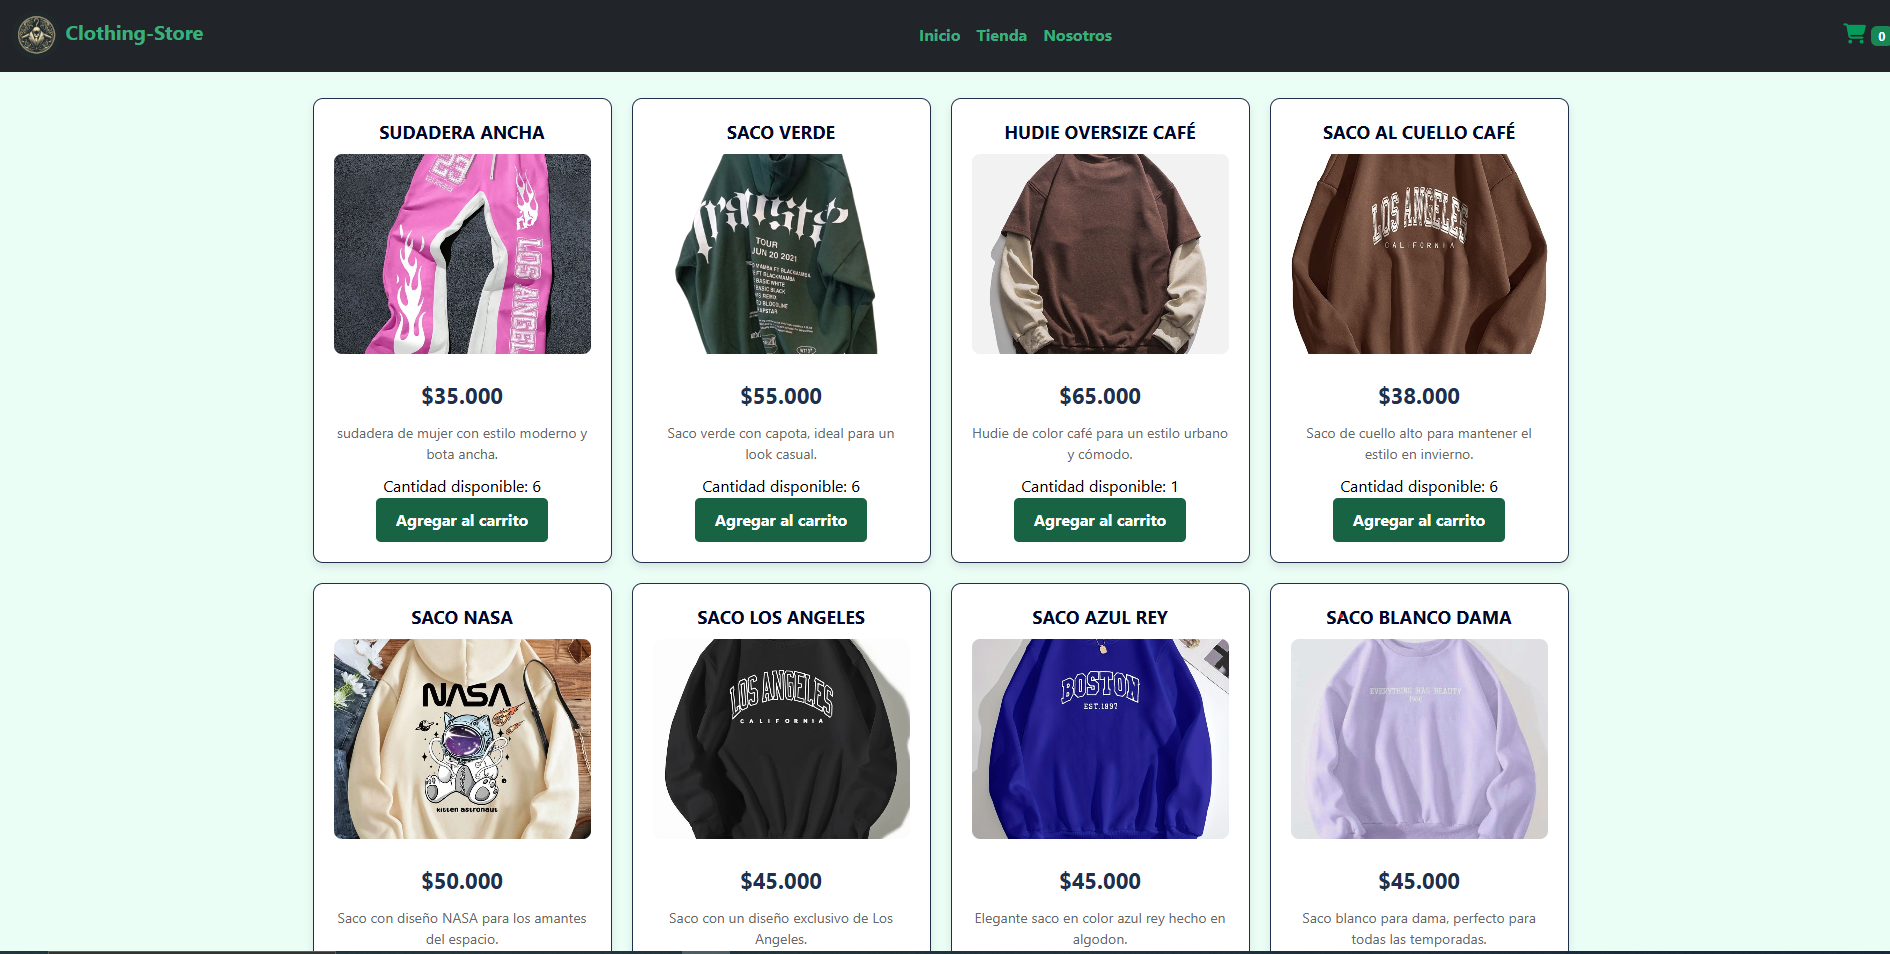 Clothing-Store
Inicio Tienda Nosotros
0
SUDADERA ANCHA
23
LOS ANGEL
$35.000
sudadera de mujer con estilo moderno y
bota ancha.
Cantidad disponible: 6
Agregar al carrito
SACO VERDE
TOUR
JUN 20 2021
$55.000
Saco verde con capota, ideal para un
look casual.
Cantidad disponible: 6
Agregar al carrito
HUDIE OVERSIZE CAFÉ
$65.000
Hudie de color café para un estilo urbano
y cómodo.
Cantidad disponible: 1
Agregar al carrito
SACO AL CUELLO CAFÉ
LOS ANGELES
CALIFORNIA
$38.000
Saco de cuello alto para mantener el
estilo en invierno.
Cantidad disponible: 6
Agregar al carrito
SACO NASA
NASA
kitten astronaut
$50.000
Saco con diseño NASA para los amantes
del espacio.
SACO LOS ANGELES
LOS ANGELES
CALIFORNIA
$45.000
Saco con un diseño exclusivo de Los
Angeles.
SACO AZUL REY
BOSTON
EST.1897
$45.000
Elegante saco en color azul rey hecho en
algodon.
SACO BLANCO DAMA
EVERYTHING HAS BEAUTY
$45.000
Saco blanco para dama, perfecto para
todas las temporadas.